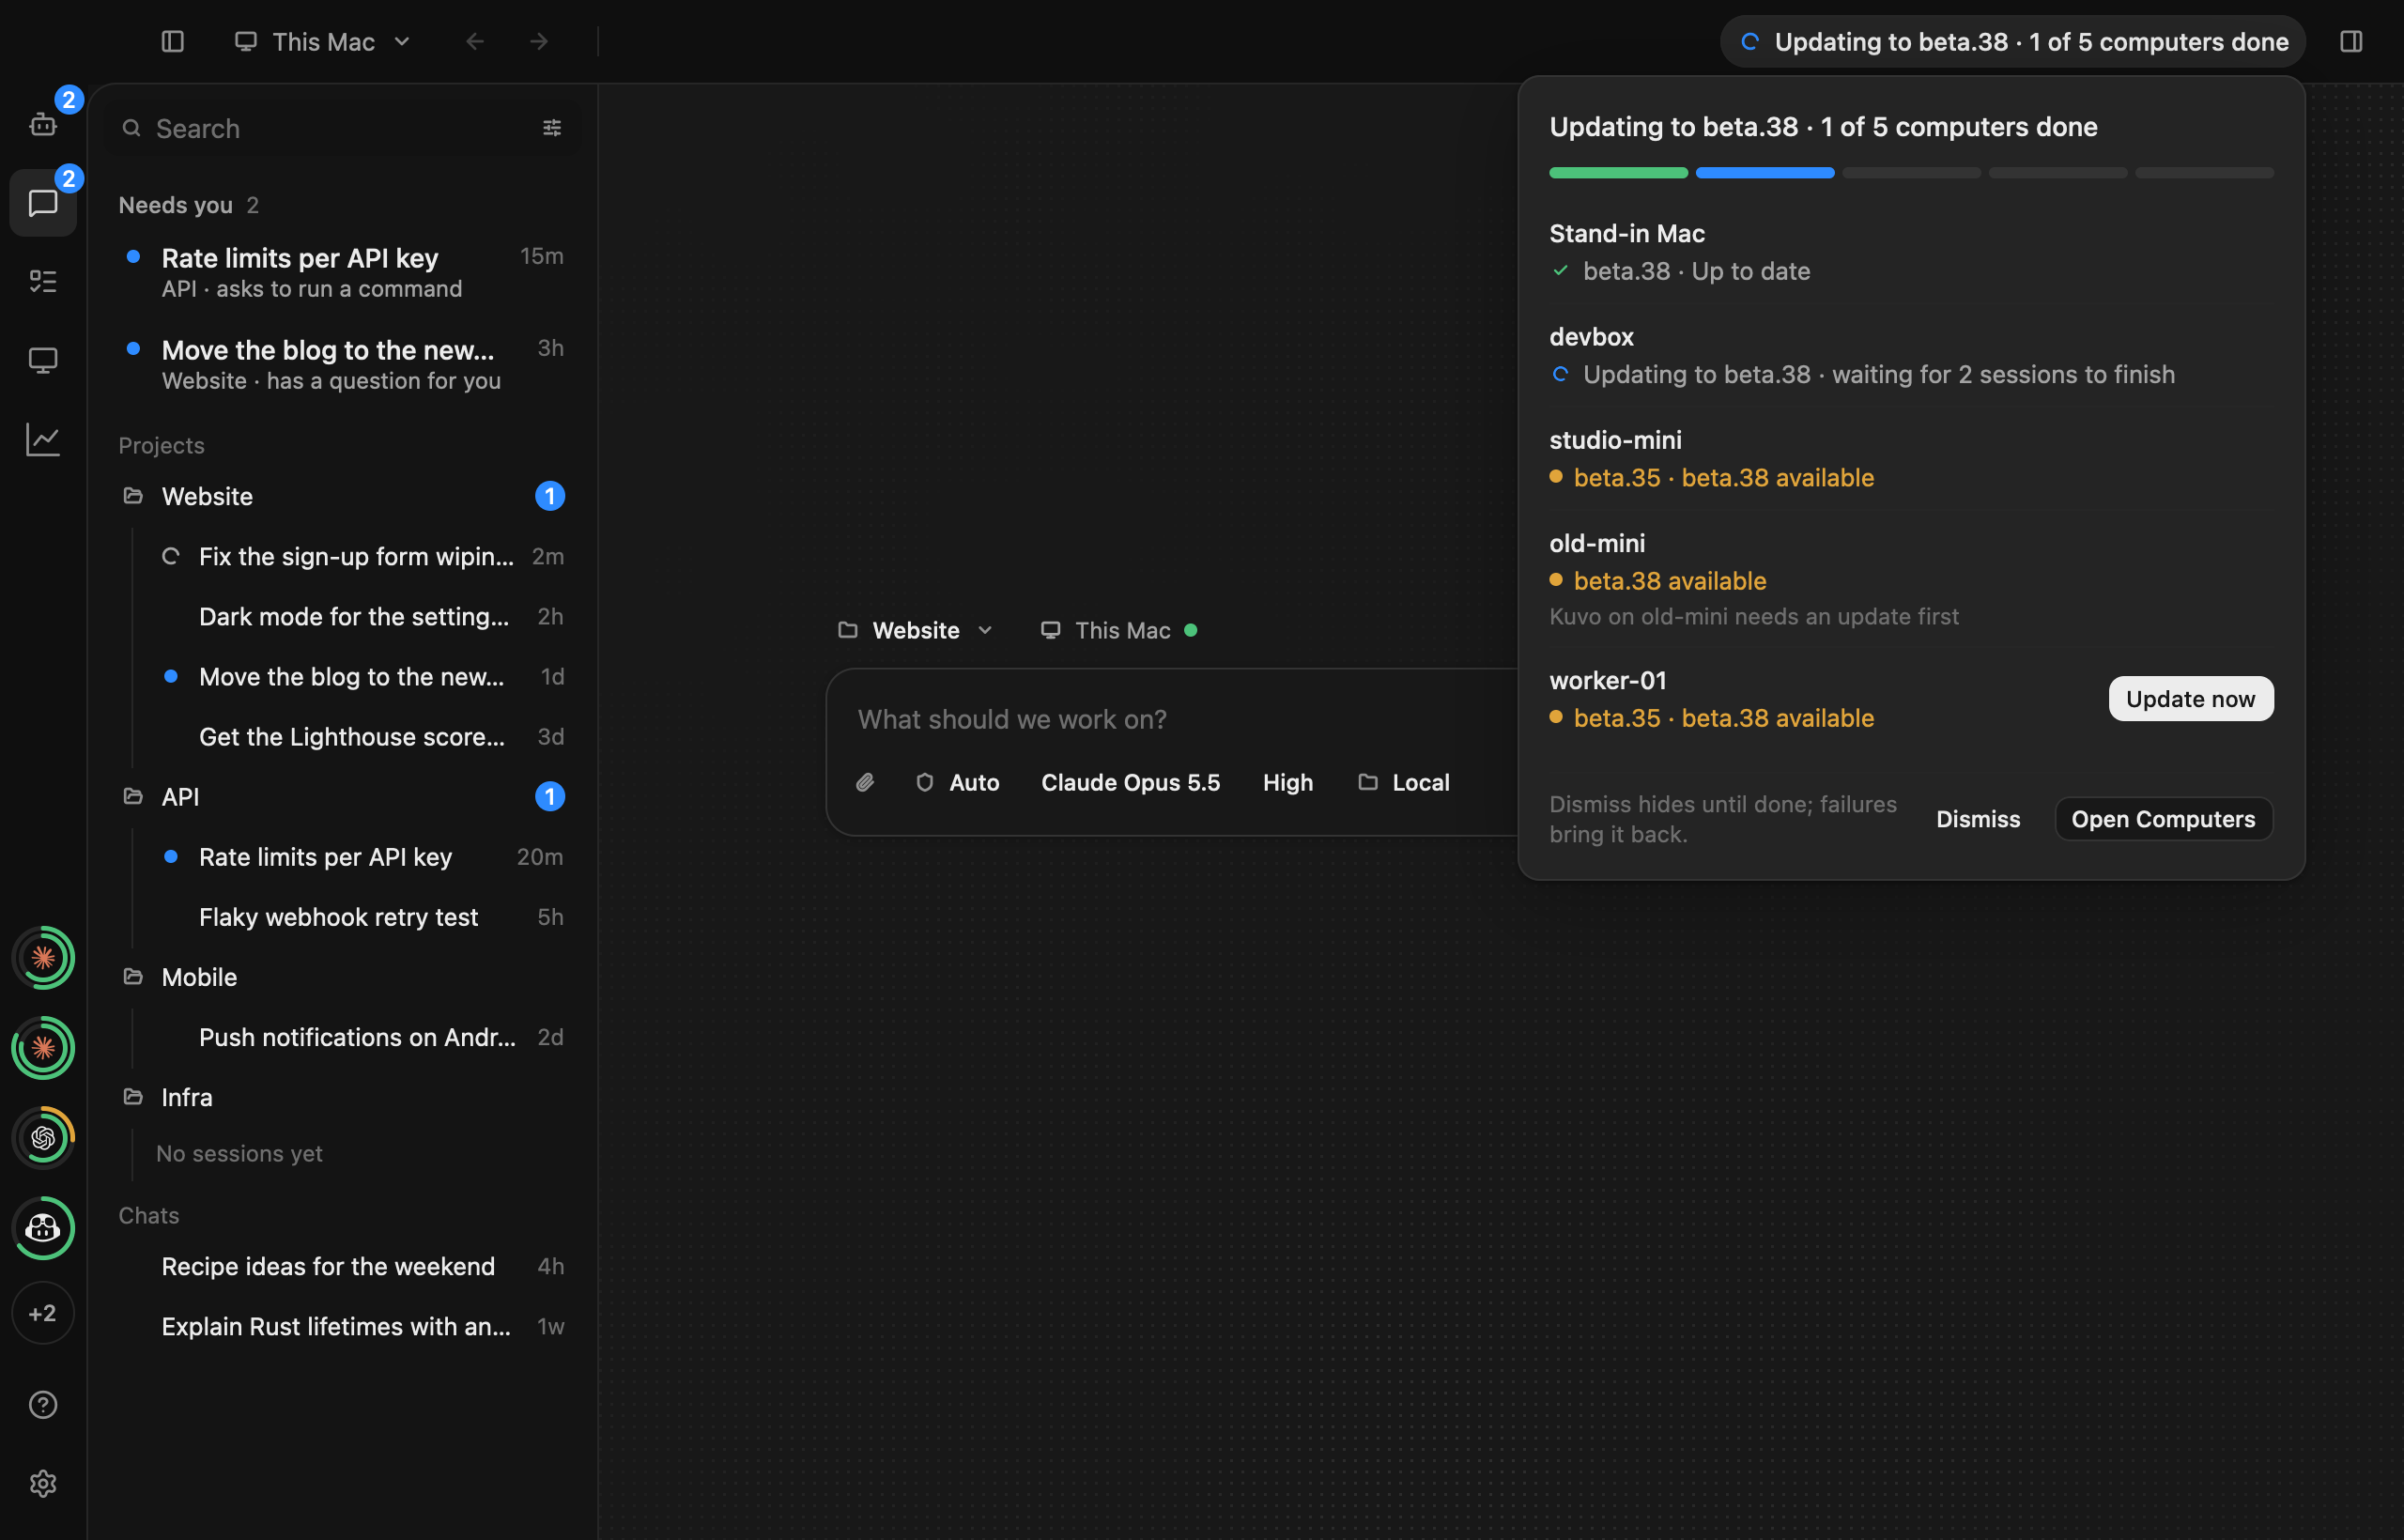 This Mac
Updating to beta.38 · 1 of 5 computers done
2
2
Search
Needs you 2
Rate limits per API key 15m
API · asks to run a command
Move the blog to the new... 3h
Website · has a question for you
Projects
Website 1
Fix the sign-up form wipin... 2m
Dark mode for the setting... 2h
Move the blog to the new... 1d
Get the Lighthouse score... 3d
API 1
Rate limits per API key 20m
Flaky webhook retry test 5h
Mobile
Push notifications on Andr... 2d
Infra
No sessions yet
Chats
Recipe ideas for the weekend 4h
Explain Rust lifetimes with an... 1w
+2
Website This Mac
What should we work on?
Auto Claude Opus 5.5 High Local
Updating to beta.38 · 1 of 5 computers done
Stand-in Mac
beta.38 · Up to date
devbox
Updating to beta.38 · waiting for 2 sessions to finish
studio-mini
beta.35 · beta.38 available
old-mini
beta.38 available
Kuvo on old-mini needs an update first
worker-01
beta.35 · beta.38 available
Update now
Dismiss hides until done; failures
bring it back.
Dismiss Open Computers